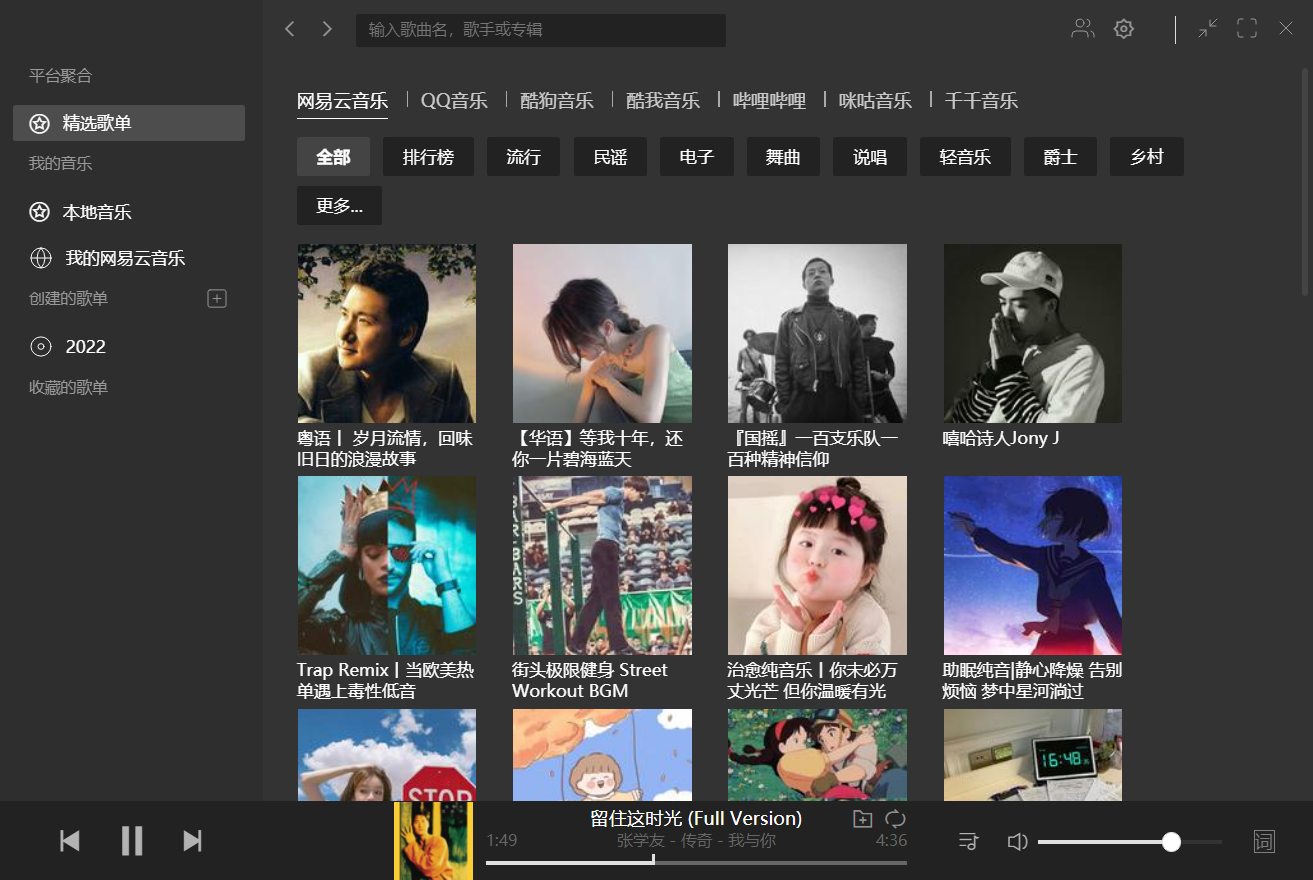 输入歌曲名，歌手或专辑
平台聚合
精选歌单
我的音乐
本地音乐
我的网易云音乐
创建的歌单
2022
收藏的歌单
网易云音乐
QQ音乐
酷狗音乐
酷我音乐
哔哩哔哩
咪咕音乐
千千音乐
全部
排行榜
流行
民谣
电子
舞曲
说唱
轻音乐
爵士
乡村
更多...
粤语丨 岁月流情，回味
旧日的浪漫故事
【华语】等我十年，还
你一片碧海蓝天
『国摇』一百支乐队一
百种精神信仰
嘻哈诗人Jony J
BARE BARS
Trap Remix丨当欧美热
单遇上毒性低音
街头极限健身 Street
Workout BGM
治愈纯音乐丨你未必万
丈光芒 但你温暖有光
助眠纯音|静心降燥 告别
烦恼 梦中星河淌过
STOP
16:48
1:49
留住这时光 (Full Version)
张学友 - 传奇 - 我与你
4:36
词